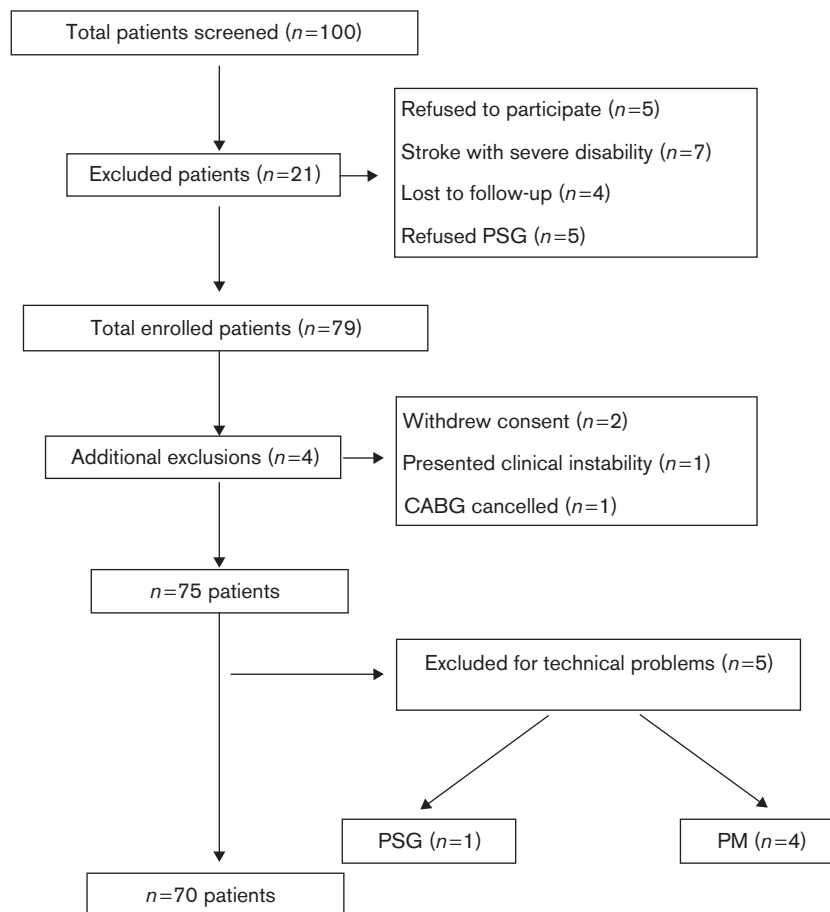 Total patients screened (n=100)
Refused to participate (n=5)
Stroke with severe disability (n=7)
Excluded patients (n=21)
Lost to follow-up (n=4)
Refused PSG (n=5)
Total enrolled patients (n=79)
Withdrew consent (n=2)
Additional exclusions (n=4)
Presented clinical instability (n=1)
CABG cancelled (n=1)
n=75 patients
Excluded for technical problems (n=5)
PSG (n=1)
PM (n=4)
n=70 patients